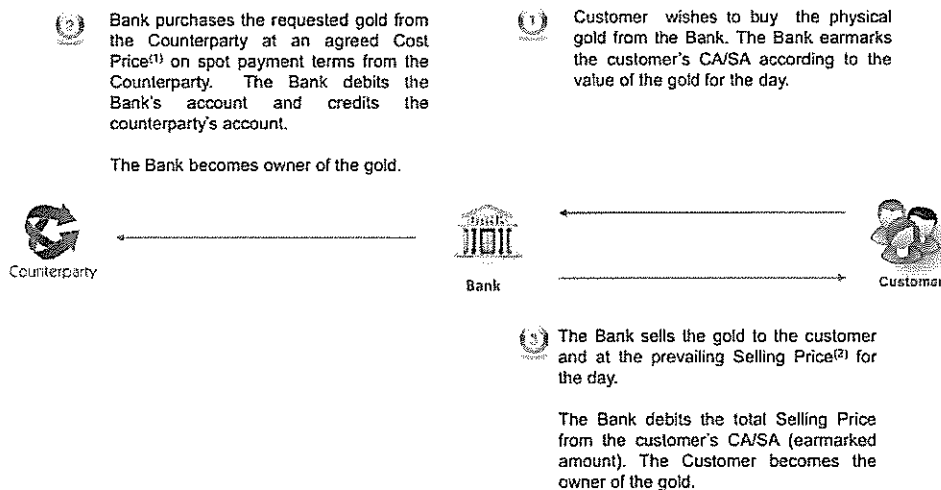 2
Bank purchases the requested gold from
the Counterparty at an agreed Cost
Price(1) on spot payment terms from the
Counterparty. The Bank debits the
Bank's account and credits the
counterparty's account.
The Bank becomes owner of the gold.
1
Customer wishes to buy the physical
gold from the Bank. The Bank earmarks
the customer's CA/SA according to the
value of the gold for the day.
Counterparty
bank
Bank
Customer
3
The Bank sells the gold to the customer
and at the prevailing Selling Price(2) for
the day.
The Bank debits the total Selling Price
from the customer's CA/SA (earmarked
amount). The Customer becomes the
owner of the gold.